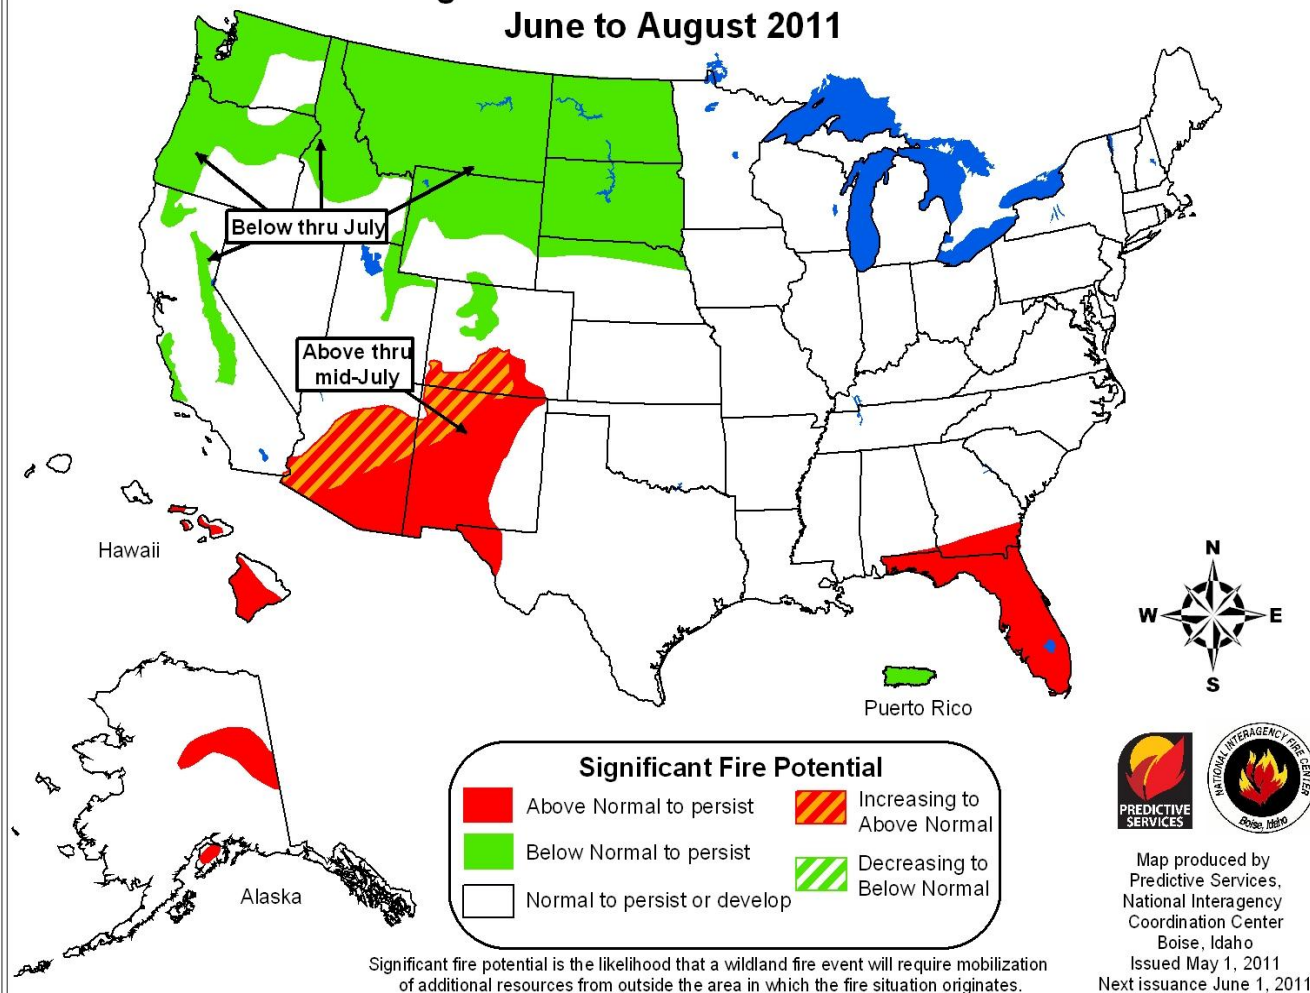 June to August 2011
Below thru July
Above thru
mid-July
Hawaii
N
W
E
S
Puerto Rico
Alaska
Significant Fire Potential
Above Normal to persist
Below Normal to persist
Normal to persist or develop
Increasing to
Above Normal
Decreasing to
Below Normal
PREDICTIVE
SERVICES
NATIONAL INTERAGENCY FIRE CENTER
Boise, Idaho
Map produced by
Predictive Services,
National Interagency
Coordination Center
Boise, Idaho
Issued May 1, 2011
Next issuance June 1, 2011
Significant fire potential is the likelihood that a wildland fire event will require mobilization
of additional resources from outside the area in which the fire situation originates.